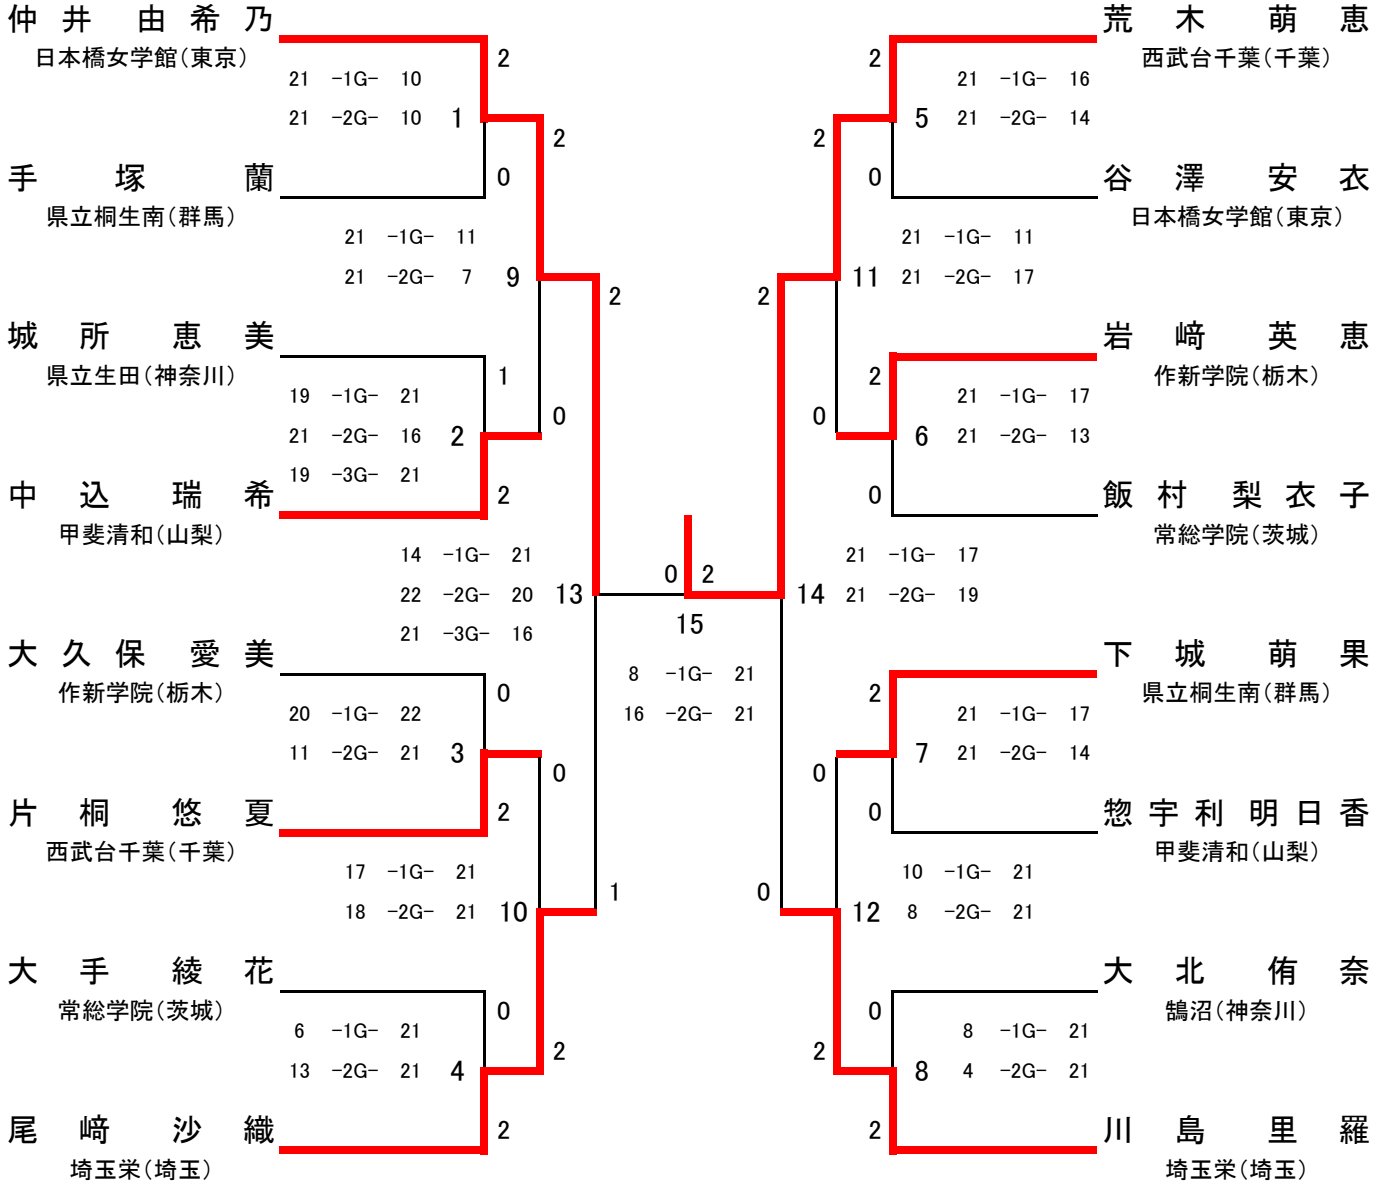 仲井 由希乃
日本橋女学館(東京)
21 -1G- 10
21 -2G- 10
1
2
0
手塚 蘭
県立桐生南(群馬)
21 -1G- 11
21 -2G- 7
9
2
0
城所 恵美
県立生田(神奈川)
19 -1G- 21
21 -2G- 16
19 -3G- 21
2
1
2
中込 瑞希
甲斐清和(山梨)
14 -1G- 21
22 -2G- 20
21 -3G- 16
13
2
1
大久保 愛美
作新学院(栃木)
20 -1G- 22
11 -2G- 21
3
0
2
片桐 悠夏
西武台千葉(千葉)
17 -1G- 21
18 -2G- 21
10
0
2
大手 綾花
常総学院(茨城)
6 -1G- 21
13 -2G- 21
4
0
2
尾﨑 沙織
埼玉栄(埼玉)
0 2
15
8 -1G- 21
16 -2G- 21
荒木 萌恵
西武台千葉(千葉)
2
21 -1G- 16
5 21 -2G- 14
0
谷澤 安衣
日本橋女学館(東京)
2
21 -1G- 11
11 21 -2G- 17
0
岩﨑 英恵
作新学院(栃木)
2
21 -1G- 17
6 21 -2G- 13
0
飯村 梨衣子
常総学院(茨城)
2
21 -1G- 17
14 21 -2G- 19
0
下城 萌果
県立桐生南(群馬)
2
21 -1G- 17
7 21 -2G- 14
0
惣宇利 明日香
甲斐清和(山梨)
0
10 -1G- 21
12 8 -2G- 21
2
大北 侑奈
鵠沼(神奈川)
0
8 -1G- 21
8 4 -2G- 21
2
川島 里羅
埼玉栄(埼玉)